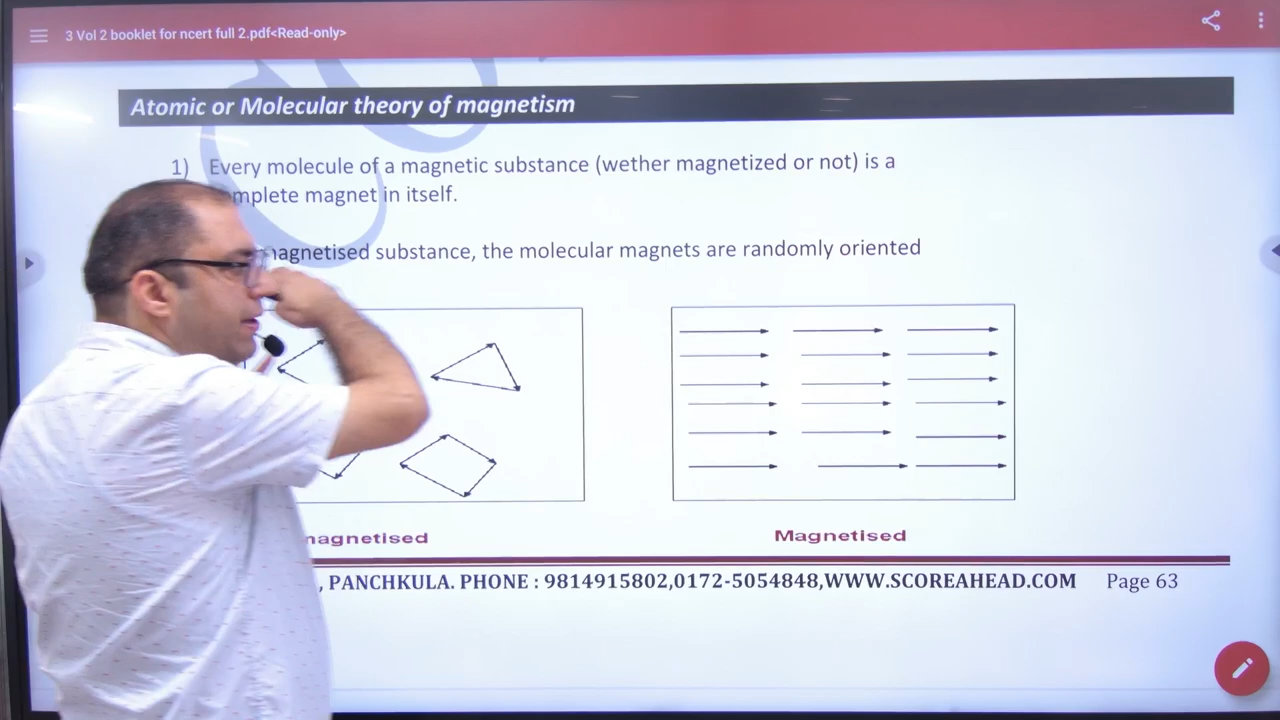 3 Vol 2 booklet for ncert full 2.pdf<Read-only>
Atomic or Molecular theory of magnetism
1) Every molecule of a magnetic substance (wether magnetized or not) is a
mplete magnet in itself.
magnetised substance, the molecular magnets are randomly oriented
magnetised
Magnetised
, PANCHKULA. PHONE : 9814915802,0172-5054848,WWW.SCOREAHEAD.COM Page 63